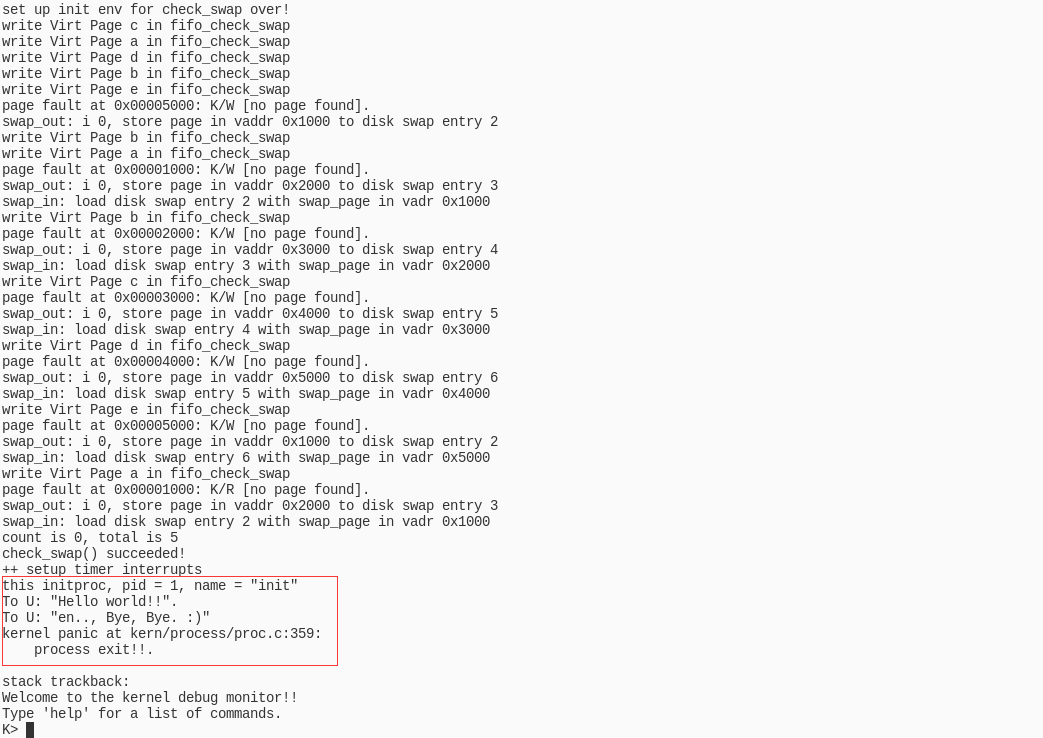 set up init env for check_swap over!
write Virt Page c in fifo_check_swap
write Virt Page a in fifo_check_swap
write Virt Page d in fifo_check_swap
write Virt Page b in fifo_check_swap
write Virt Page e in fifo_check_swap
page fault at 0x00005000: K/W [no page found].
swap_out: i 0, store page in vaddr 0x1000 to disk swap entry 2
write Virt Page b in fifo_check_swap
write Virt Page a in fifo_check_swap
page fault at 0x00001000: K/W [no page found].
swap_out: i 0, store page in vaddr 0x2000 to disk swap entry 3
swap_in: load disk swap entry 2 with swap_page in vadr 0x1000
write Virt Page b in fifo_check_swap
page fault at 0x00002000: K/W [no page found].
swap_out: i 0, store page in vaddr 0x3000 to disk swap entry 4
swap_in: load disk swap entry 3 with swap_page in vadr 0x2000
write Virt Page c in fifo_check_swap
page fault at 0x00003000: K/W [no page found].
swap_out: i 0, store page in vaddr 0x4000 to disk swap entry 5
swap_in: load disk swap entry 4 with swap_page in vadr 0x3000
write Virt Page d in fifo_check_swap
page fault at 0x00004000: K/W [no page found].
swap_out: i 0, store page in vaddr 0x5000 to disk swap entry 6
swap_in: load disk swap entry 5 with swap_page in vadr 0x4000
write Virt Page e in fifo_check_swap
page fault at 0x00005000: K/W [no page found].
swap_out: i 0, store page in vaddr 0x1000 to disk swap entry 2
swap_in: load disk swap entry 6 with swap_page in vadr 0x5000
write Virt Page a in fifo_check_swap
page fault at 0x00001000: K/R [no page found].
swap_out: i 0, store page in vaddr 0x2000 to disk swap entry 3
swap_in: load disk swap entry 2 with swap_page in vadr 0x1000
count is 0, total is 5
check_swap() succeeded!
++ setup timer interrupts
this initproc, pid = 1, name = "init"
To U: "Hello world!!".
To U: "en.., Bye, Bye. :)"
kernel panic at kern/process/proc.c:359:
    process exit!!.
stack trackback:
Welcome to the kernel debug monitor!!
Type 'help' for a list of commands.
K>